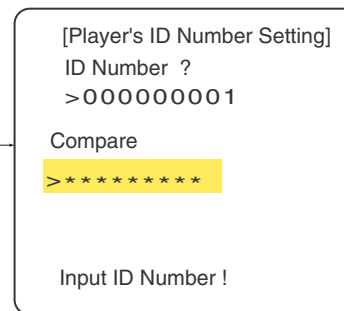 [Player's ID Number Setting]
ID Number ?
>000000001
Compare
>*********
Input ID Number !